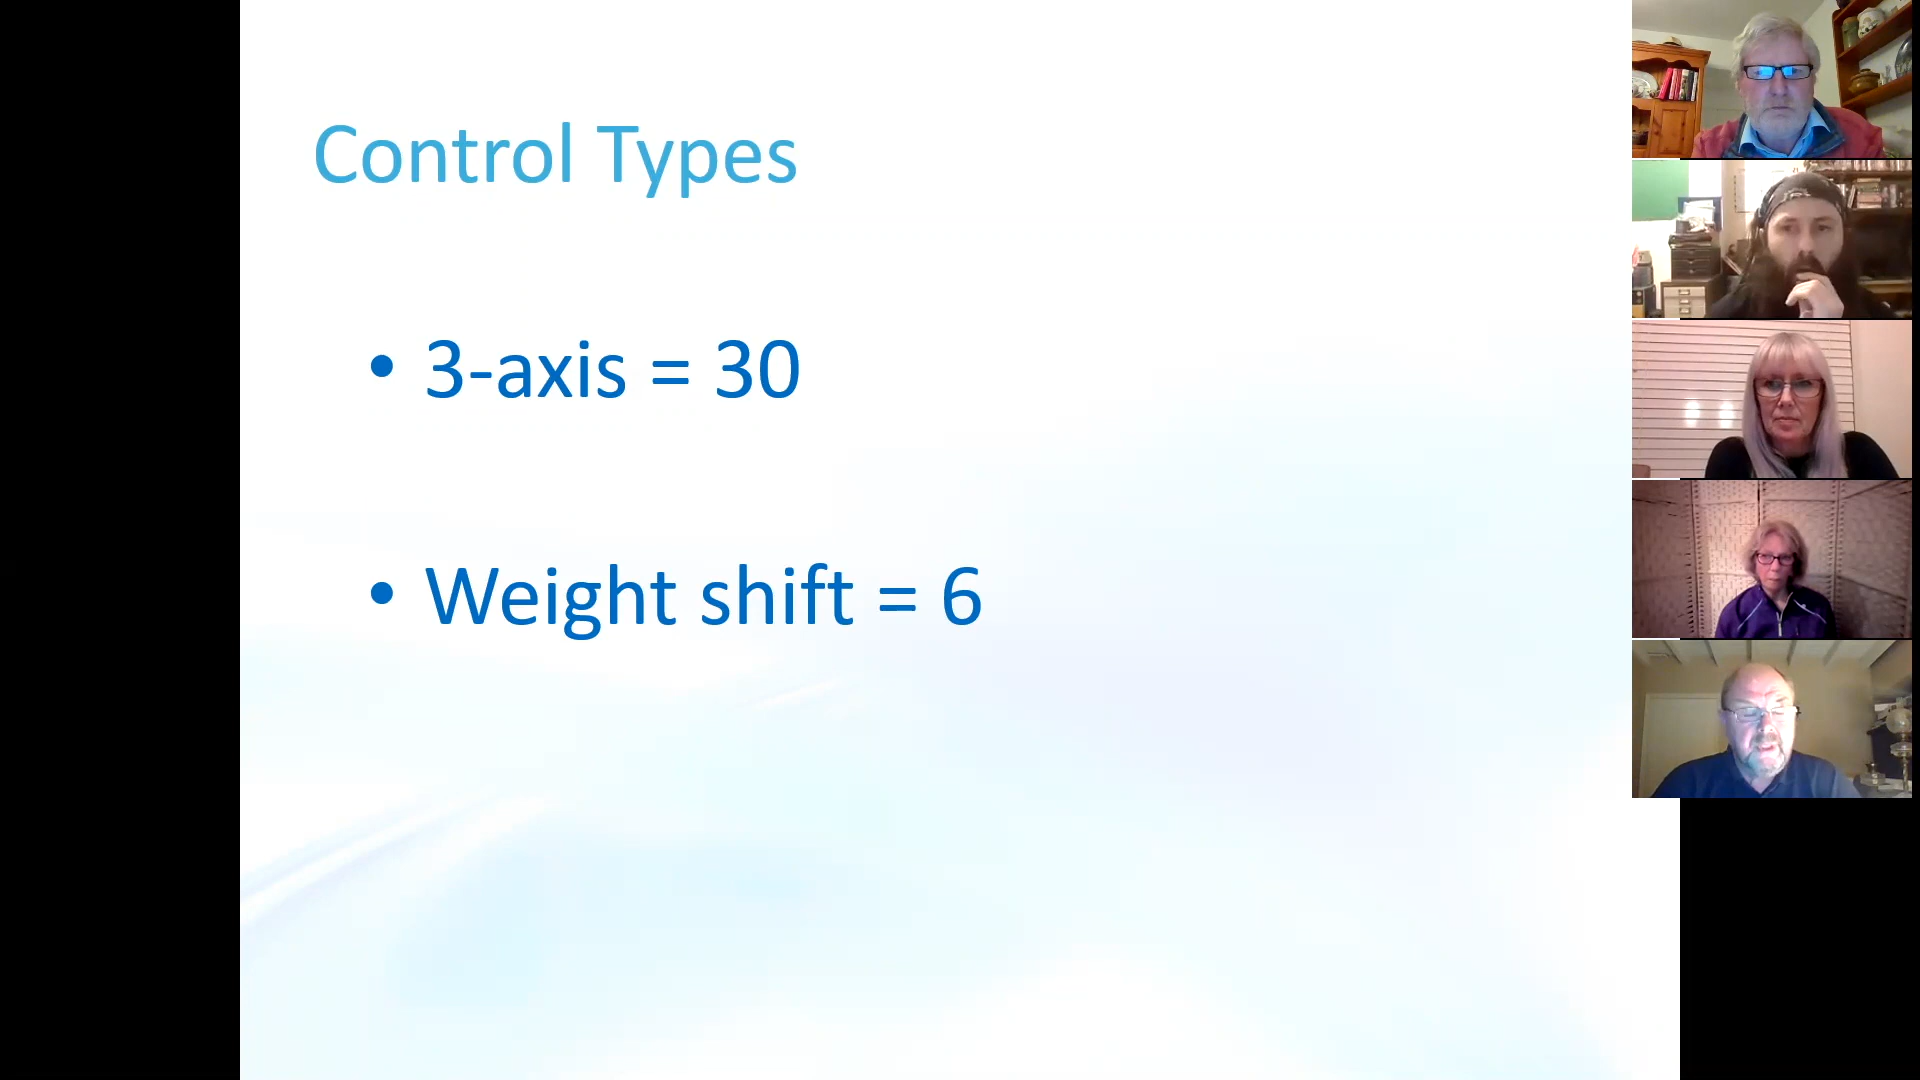 Control Types
• 3-axis = 30
• Weight shift = 6